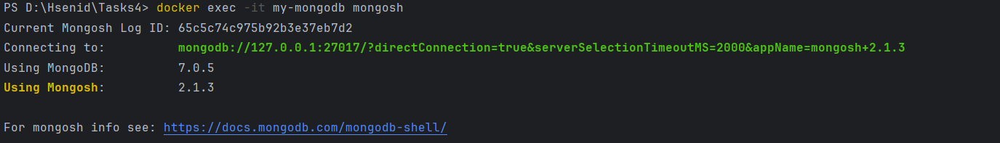 PS D:\Hsenid\Tasks4> docker exec -it my-mongodb mongosh
Current Mongosh Log ID: 65c5c74c975b92b3e37eb7d2
Connecting to:          mongodb://127.0.0.1:27017/?directConnection=true&serverSelectionTimeoutMS=2000&appName=mongosh+2.1.3
Using MongoDB:          7.0.5
Using Mongosh:          2.1.3
For mongosh info see: https://docs.mongodb.com/mongodb-shell/